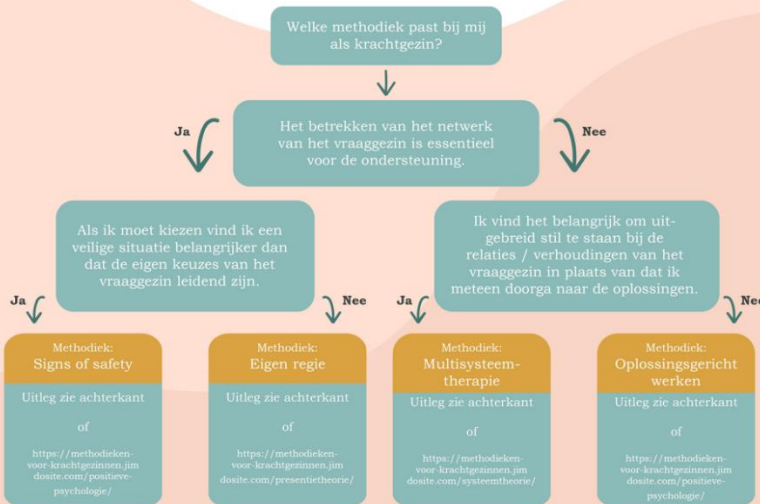 Welke methodiek past bij mij
als krachtgezin?
Ja
Het betrekken van het netwerk
van het vraaggezin is essentieel
voor de ondersteuning.
Nee
Als ik moet kiezen vind ik een
veilige situatie belangrijker dan
dat de eigen keuzes van het
vraaggezin leidend zijn.
Ik vind het belangrijk om uit-
gebreid stil te staan bij de
relaties / verhoudingen van het
vraaggezin in plaats van dat ik
meteen doorga naar de oplossingen.
Ja
Nee
Ja
Nee
Methodiek:
Signs of safety
Uitleg zie achterkant
of
https://methodieken-
voor-krachtgezinnen.jim
dosite.com/positieve-
psychologie/
Methodiek:
Eigen regie
Uitleg zie achterkant
of
https://methodieken-
voor-krachtgezinnen.jim
dosite.com/presentietheorie/
Methodiek:
Multisysteem-
therapie
Uitleg zie achterkant
of
https://methodieken-
voor-krachtgezinnen.jim
dosite.com/systeemtheorie/
Methodiek:
Oplossingsgericht
werken
Uitleg zie achterkant
of
https://methodieken-
voor-krachtgezinnen.jim
dosite.com/positieve-
psychologie/